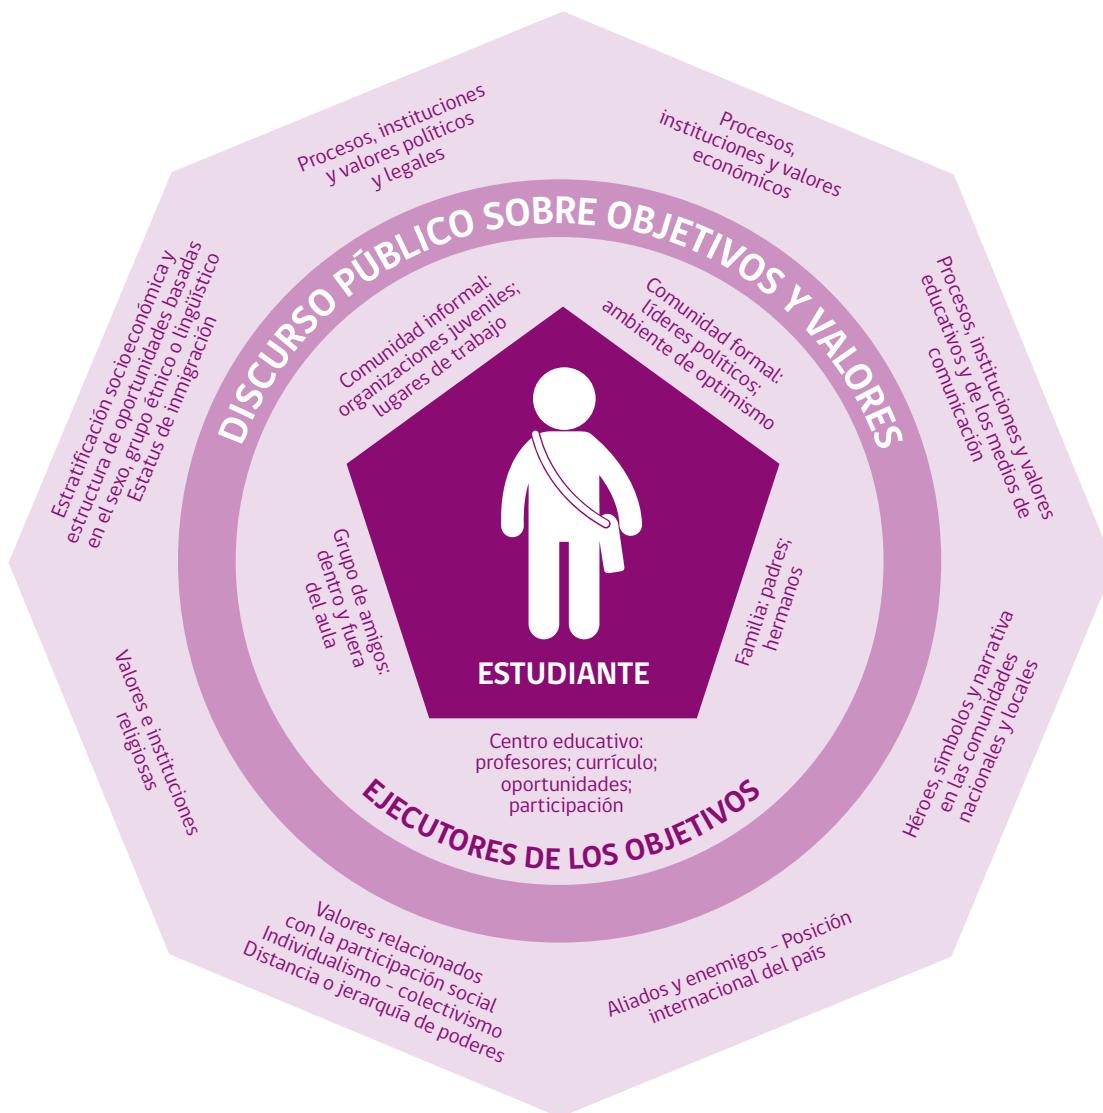 Procesos, instituciones
y valores políticos
y legales
Procesos,
instituciones y valores
económicos
Procesos, instituciones y valores
educativos y de los medios de
comunicación
Héroes, símbolos y narrativa
en las comunidades
nacionales y locales
Aliados y enemigos – Posición
internacional del país
Valores relacionados
con la participación social
Individualismo – colectivismo
Distancia o jerarquía de poderes
Valores e instituciones
religiosas
Estratificación socioeconómica y
estructura de oportunidades basadas
en el sexo, grupo étnico o lingüístico
Estatus de inmigración
DISCURSO PÚBLICO SOBRE OBJETIVOS Y VALORES
Comunidad informal:
organizaciones juveniles;
lugares de trabajo
Comunidad formal:
líderes políticos;
ambiente de optimismo
Familia: padres;
hermanos
Centro educativo:
profesores; currículo;
oportunidades;
participación
Grupo de amigos:
dentro y fuera
del aula
ESTUDIANTE
EJECUTORES DE LOS OBJETIVOS